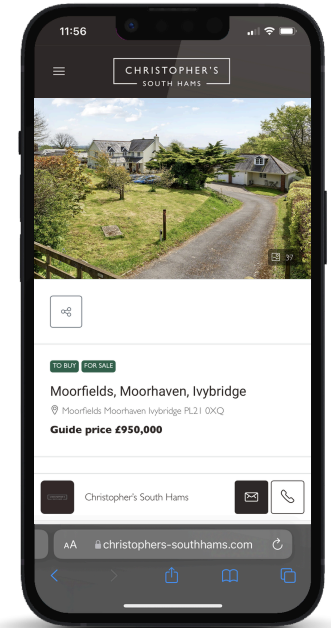 11:56
CHRISTOPHER'S
SOUTH HAMS
37
TO BUY FOR SALE
Moorfields, Moorhaven, Ivybridge
Moorfields Moorhaven Ivybridge PL21 0XQ
Guide price £950,000
Christopher's South Hams
AA christophers-southhams.com